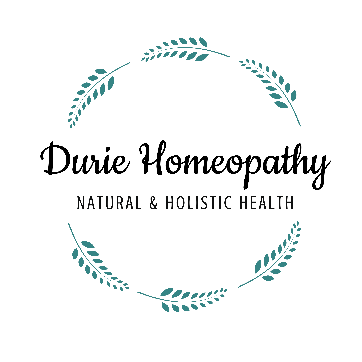 Durie Homeopathy
NATURAL & HOLISTIC HEALTH